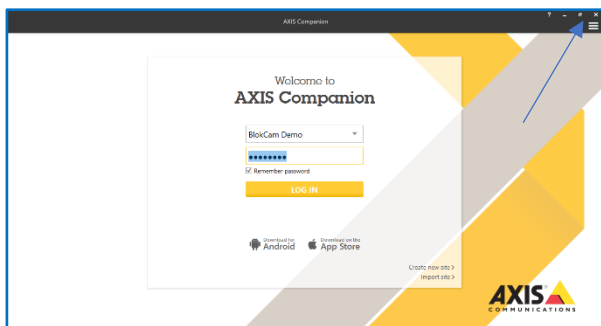 AXIS Companion
?
Welcome to
AXIS Companion
BlokCam Demo
Remember password
LOG IN
Download for
Android
Download on the
App Store
Create new site >
Import site >
AXIS
COMMUNICATIONS